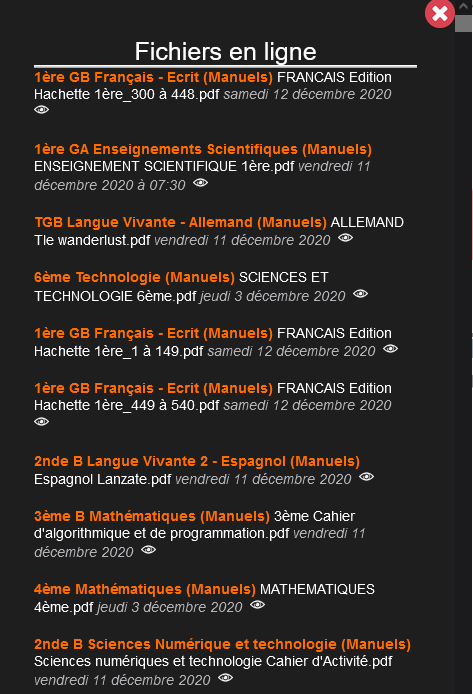 Fichiers en ligne
1ère GB Français - Ecrit (Manuels) FRANCAIS Edition
Hachette 1ère_300 à 448.pdf samedi 12 décembre 2020
1ère GA Enseignements Scientifiques (Manuels)
ENSEIGNEMENT SCIENTIFIQUE 1ère.pdf vendredi 11
décembre 2020 à 07:30
TGB Langue Vivante - Allemand (Manuels) ALLEMAND
Tle wanderlust.pdf vendredi 11 décembre 2020
6ème Technologie (Manuels) SCIENCES ET
TECHNOLOGIE 6ème.pdf jeudi 3 décembre 2020
1ère GB Français - Ecrit (Manuels) FRANCAIS Edition
Hachette 1ère_1 à 149.pdf samedi 12 décembre 2020
1ère GB Français - Ecrit (Manuels) FRANCAIS Edition
Hachette 1ère_449 à 540.pdf samedi 12 décembre 2020
2nde B Langue Vivante 2 - Espagnol (Manuels)
Espagnol Lanzate.pdf vendredi 11 décembre 2020
3ème B Mathématiques (Manuels) 3ème Cahier
d'algorithmique et de programmation.pdf vendredi 11
décembre 2020
4ème Mathématiques (Manuels) MATHEMATIQUES
4ème.pdf jeudi 3 décembre 2020
2nde B Sciences Numérique et technologie (Manuels)
Sciences numériques et technologie Cahier d'Activité.pdf
vendredi 11 décembre 2020